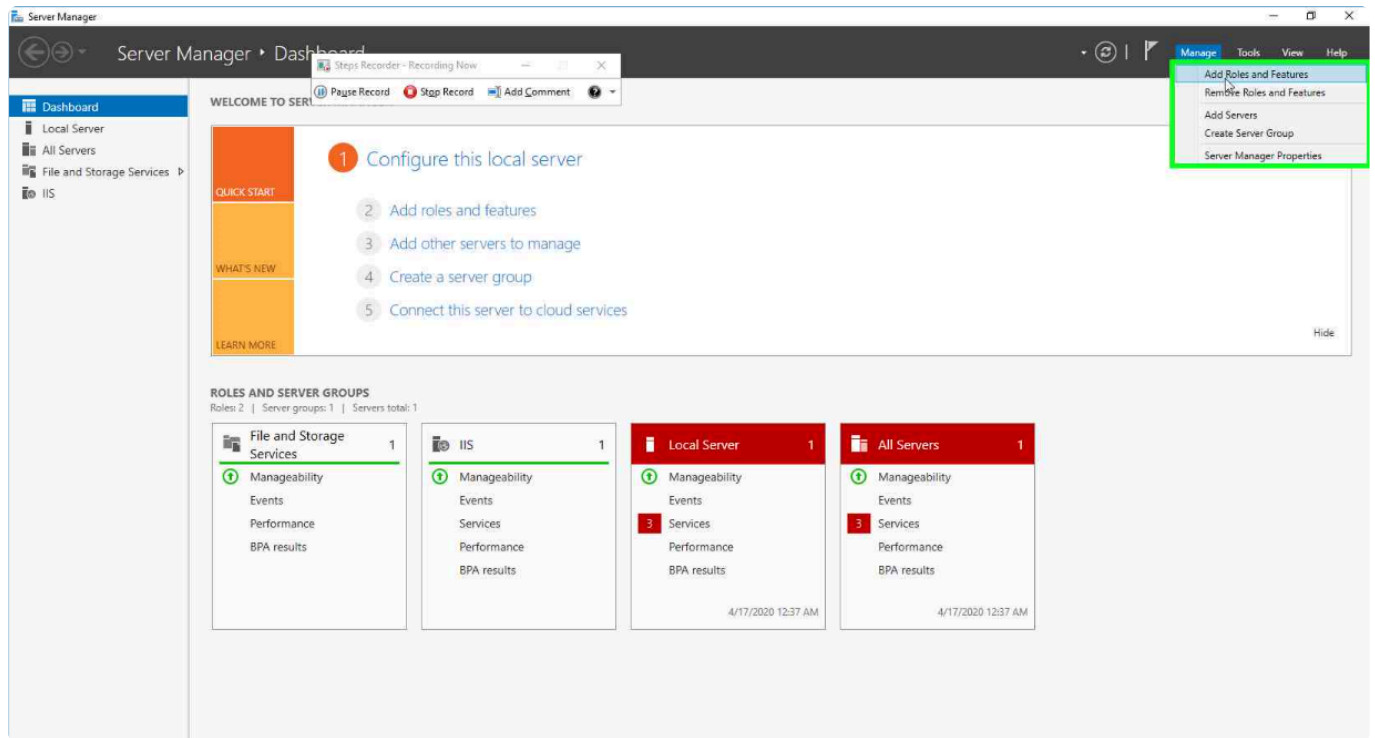 Server Manager
Server Manager • Dashboard
Manage Tools View Help
Steps Recorder - Recording Now
Pause Record Stop Record Add Comment
Add Roles and Features
Remove Roles and Features
Add Servers
Create Server Group
Server Manager Properties
Dashboard
Local Server
All Servers
File and Storage Services
IIS
WELCOME TO
QUICK START
WHAT'S NEW
LEARN MORE
1 Configure this local server
2 Add roles and features
3 Add other servers to manage
4 Create a server group
5 Connect this server to cloud services
Hide
ROLES AND SERVER GROUPS
Roles: 2 | Server groups: 1 | Servers total: 1
File and Storage
Services
1
Manageability
Events
Performance
BPA results
IIS 1
Manageability
Events
Services
Performance
BPA results
Local Server 1
Manageability
Events
3 Services
Performance
BPA results
4/17/2020 12:37 AM
All Servers 1
Manageability
Events
3 Services
Performance
BPA results
4/17/2020 12:37 AM